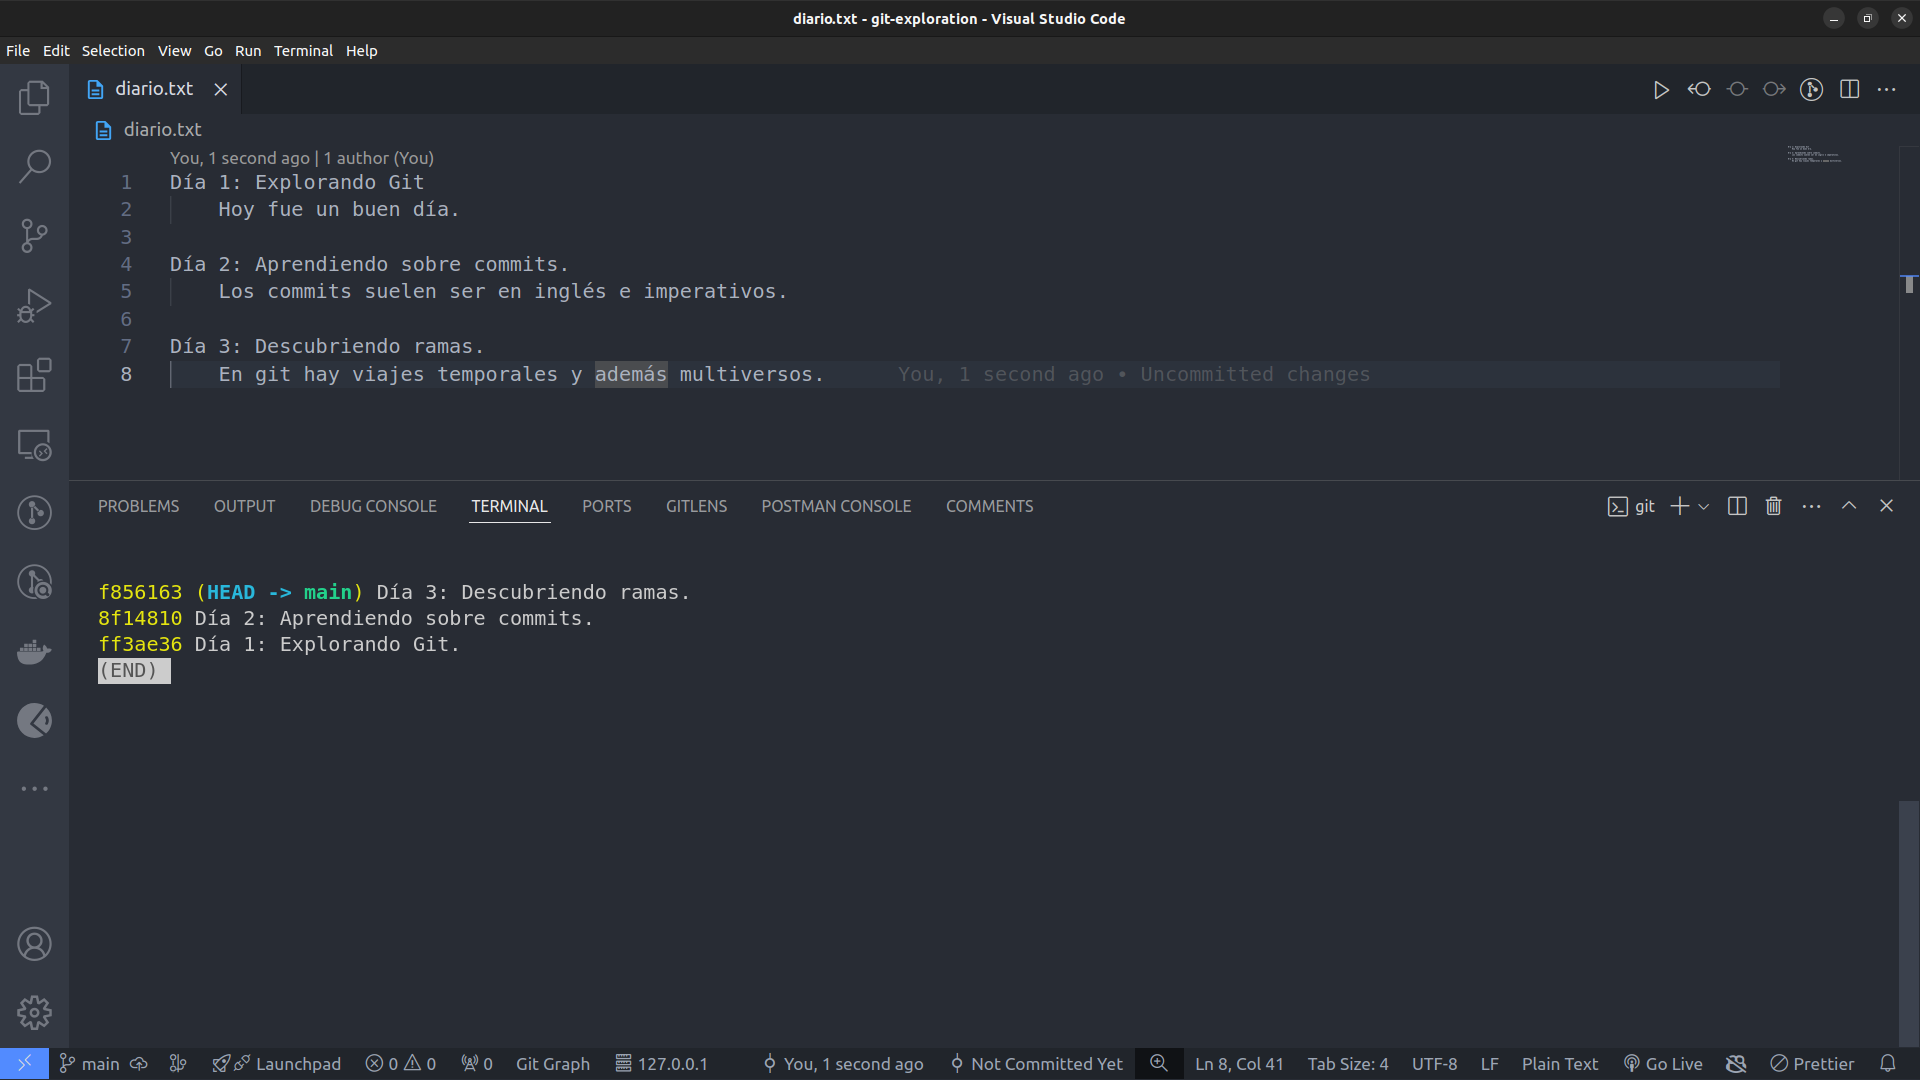 diario.txt - git-exploration - Visual Studio Code
File Edit Selection View Go Run Terminal Help
diario.txt
diario.txt
You, 1 second ago | 1 author (You)
1 Día 1: Explorando Git
2 Hoy fue un buen día.
3
4 Día 2: Aprendiendo sobre commits.
5 Los commits suelen ser en inglés e imperativos.
6
7 Día 3: Descubriendo ramas.
8 En git hay viajes temporales y además multiversos. You, 1 second ago • Uncommitted changes
PROBLEMS OUTPUT DEBUG CONSOLE TERMINAL PORTS GITLENS POSTMAN CONSOLE COMMENTS git
f856163 (HEAD -> main) Día 3: Descubriendo ramas.
8f14810 Día 2: Aprendiendo sobre commits.
ff3ae36 Día 1: Explorando Git.
(END)
main Launchpad 0 0 0 Git Graph 127.0.0.1 You, 1 second ago Not Committed Yet Ln 8, Col 41 Tab Size: 4 UTF-8 LF Plain Text Go Live Prettier